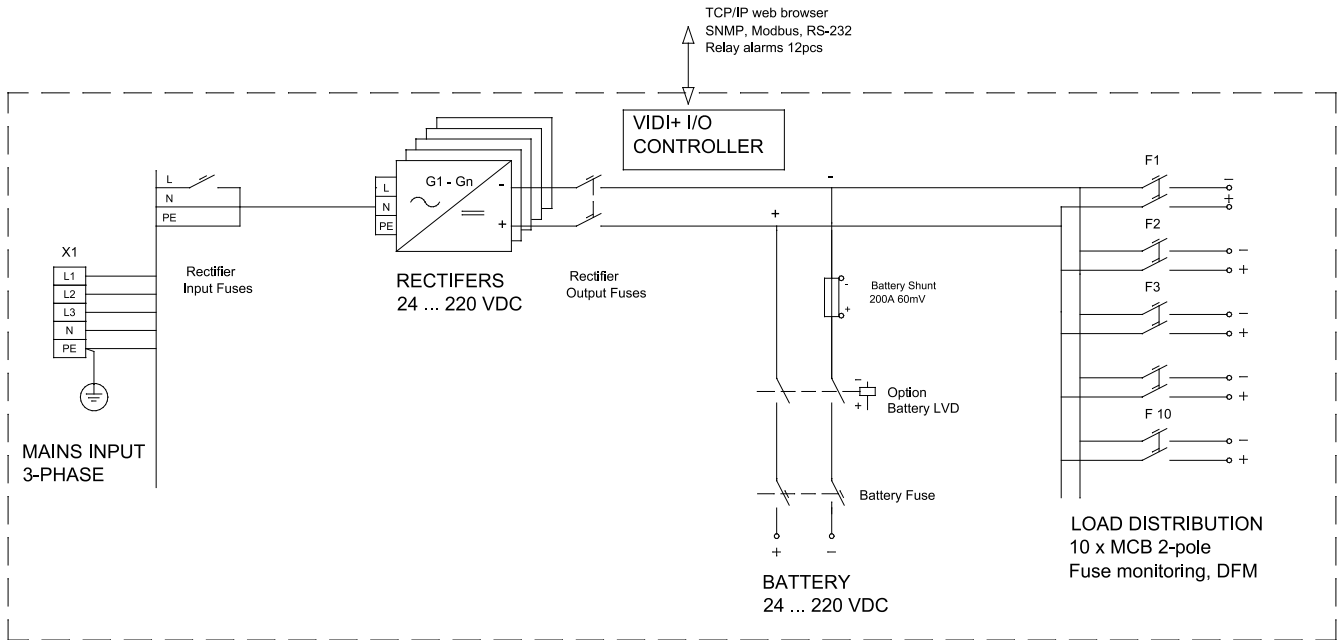 TCP/IP web browser
SNMP, Modbus, RS-232
Relay alarms 12pcs
VIDI+ I/O
CONTROLLER
L
N
PE
X1
L1
L2
L3
N
PE
Rectifier
Input Fuses
MAINS INPUT
3-PHASE
L
N
PE
G1 - Gn
-
+
RECTIFERS
24 ... 220 VDC
Rectifier
Output Fuses
-
+
-
+
Battery Shunt
200A 60mV
-
+
Option
Battery LVD
Battery Fuse
+
-
BATTERY
24 ... 220 VDC
F1
-
+
F2
-
+
F3
-
+
-
+
F 10
-
+
LOAD DISTRIBUTION
10 x MCB 2-pole
Fuse monitoring, DFM